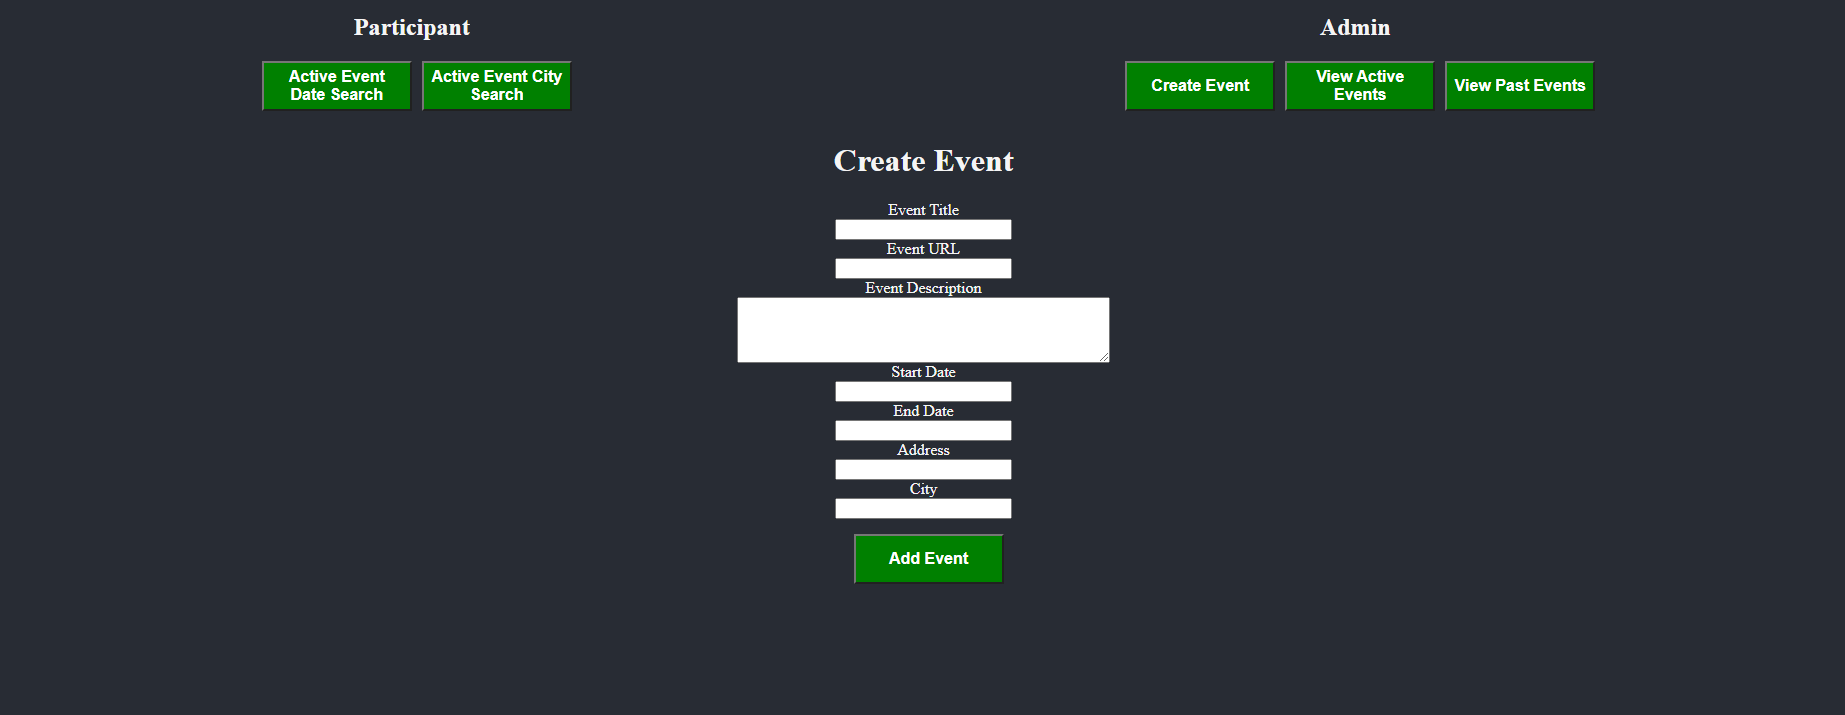 Participant
Admin
Active Event
Date Search
Active Event City
Search
Create Event
View Active
Events
View Past Events
Create Event
Event Title
Event URL
Event Description
Start Date
End Date
Address
City
Add Event